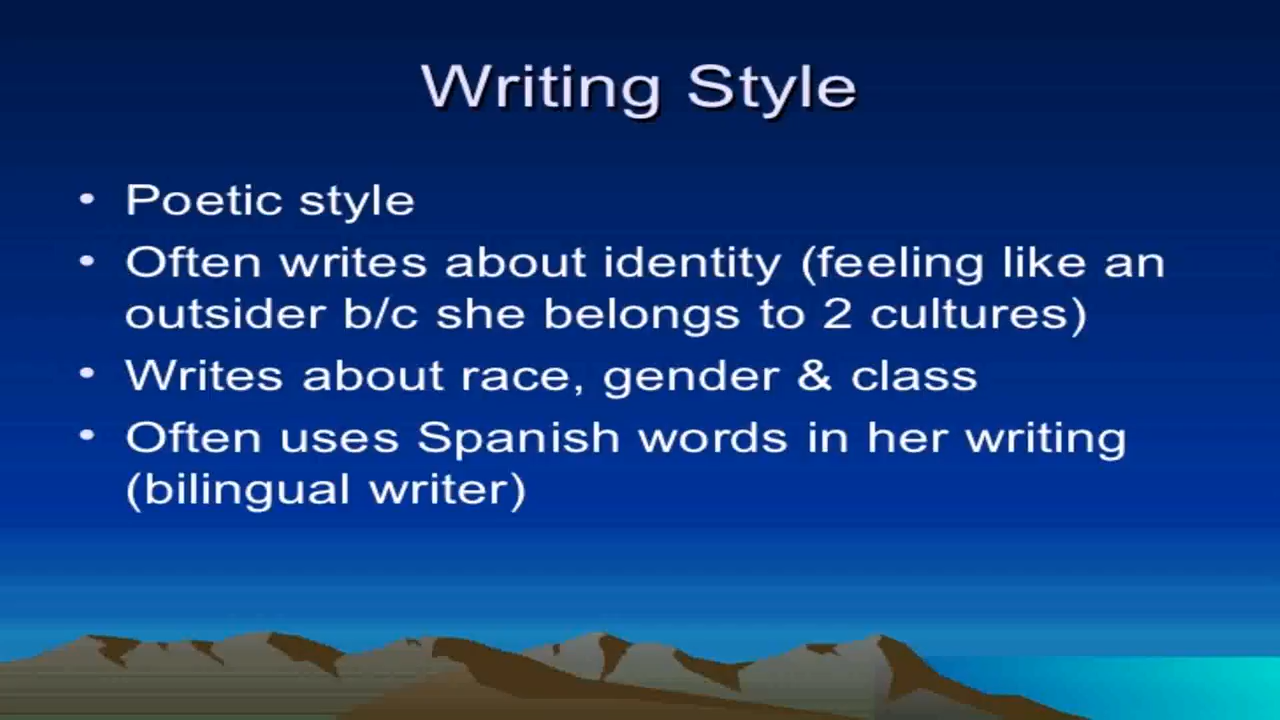 Writing Style
• Poetic style
• Often writes about identity (feeling like an
outsider b/c she belongs to 2 cultures)
• Writes about race, gender & class
• Often uses Spanish words in her writing
(bilingual writer)